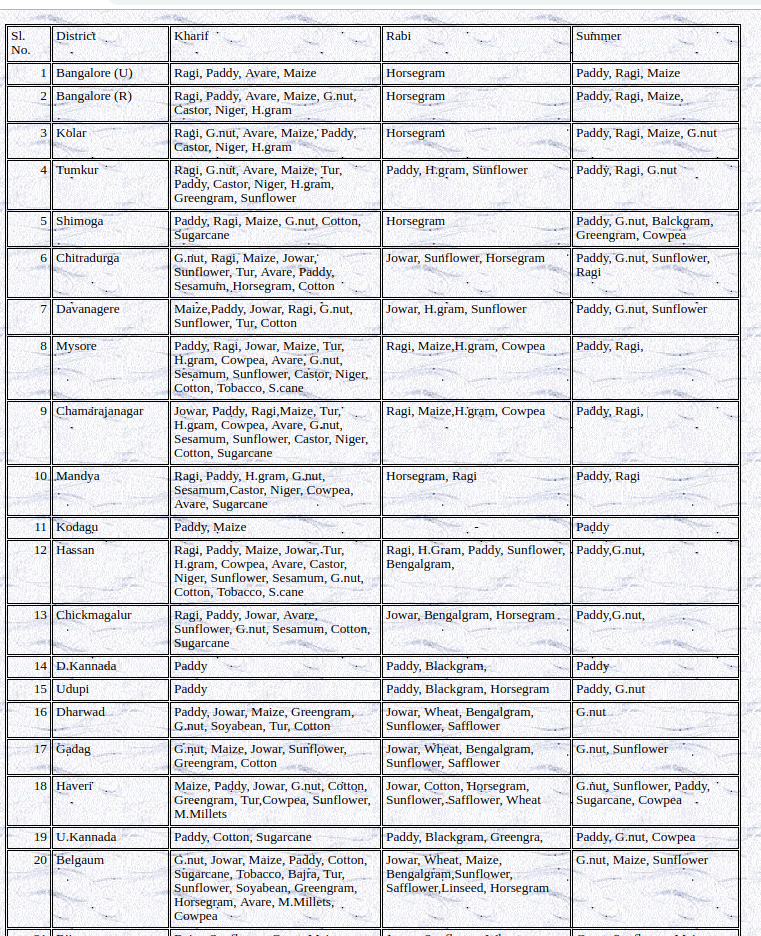 Sl. No. District Kharif Rabi Summer
1 Bangalore (U) Ragi, Paddy, Avare, Maize Horsegram Paddy, Ragi, Maize
2 Bangalore (R) Ragi, Paddy, Avare, Maize, G.nut, Horsegram Paddy, Ragi, Maize,
Castor, Niger, H.gram
3 Kolar Ragi, G.nut, Avare, Maize, Paddy, Horsegram Paddy, Ragi, Maize, G.nut
Castor, Niger, H.gram
4 Tumkur Ragi, G.nut, Avare, Maize, Tur, Paddy, H.gram, Sunflower Paddy, Ragi, G.nut
Paddy, Castor, Niger, H.gram,
Greengram, Sunflower
5 Shimoga Paddy, Ragi, Maize, G.nut, Cotton, Horsegram Paddy, G.nut, Balckgram,
Sugarcane Greengram, Cowpea
6 Chitradurga G.nut, Ragi, Maize, Jowar, Jowar, Sunflower, Horsegram Paddy, G.nut, Sunflower,
Sunflower, Tur, Avare, Paddy, Ragi
Sesamum, Horsegram, Cotton
7 Davanagere Maize,Paddy, Jowar, Ragi, G.nut, Jowar, H.gram, Sunflower Paddy, G.nut, Sunflower
Sunflower, Tur, Cotton
8 Mysore Paddy, Ragi, Jowar, Maize, Tur, Ragi, Maize,H.gram, Cowpea Paddy, Ragi,
H.gram, Cowpea, Avare, G.nut,
Sesamum, Sunflower, Castor, Niger,
Cotton, Tobacco, S.cane
9 Chamarajanagar Jowar, Paddy, Ragi,Maize, Tur, Ragi, Maize,H.gram, Cowpea Paddy, Ragi,
H.gram, Cowpea, Avare, G.nut,
Sesamum, Sunflower, Castor, Niger,
Cotton, Sugarcane
10 Mandya Ragi, Paddy, H.gram, G.nut, Horsegram, Ragi Paddy, Ragi
Sesamum,Castor, Niger, Cowpea,
Avare, Sugarcane
11 Kodagu Paddy, Maize - Paddy
12 Hassan Ragi, Paddy, Maize, Jowar, Tur, Ragi, H.Gram, Paddy, Sunflower, Paddy,G.nut,
H.gram, Cowpea, Avare, Castor, Bengalgram,
Niger, Sunflower, Sesamum, G.nut,
Cotton, Tobacco, S.cane
13 Chickmagalur Ragi, Paddy, Jowar, Avare, Jowar, Bengalgram, Horsegram Paddy,G.nut,
Sunflower, G.nut, Sesamum, Cotton,
Sugarcane
14 D.Kannada Paddy Paddy, Blackgram, Paddy
15 Udupi Paddy Paddy, Blackgram, Horsegram Paddy, G.nut
16 Dharwad Paddy, Jowar, Maize, Greengram, Jowar, Wheat, Bengalgram, G.nut
G.nut, Soyabean, Tur, Cotton Sunflower, Safflower
17 Gadag G.nut, Maize, Jowar, Sunflower, Jowar, Wheat, Bengalgram, G.nut, Sunflower
Greengram, Cotton Sunflower, Safflower
18 Haveri Maize, Paddy, Jowar, G.nut, Cotton, Jowar, Cotton, Horsegram, G.nut, Sunflower, Paddy,
Greengram, Tur,Cowpea, Sunflower, Sunflower, Safflower, Wheat Sugarcane, Cowpea
M.Millets
19 U.Kannada Paddy, Cotton, Sugarcane Paddy, Blackgram, Greengra, Paddy, G.nut, Cowpea
20 Belgaum G.nut, Jowar, Maize, Paddy, Cotton, Jowar, Wheat, Maize, G.nut, Maize, Sunflower
Sugarcane, Tobacco, Bajra, Tur, Bengalgram,Sunflower,
Sunflower, Soyabean, Greengram, Safflower,Linseed, Horsegram
Horsegram, Avare, M.Millets,
Cowpea